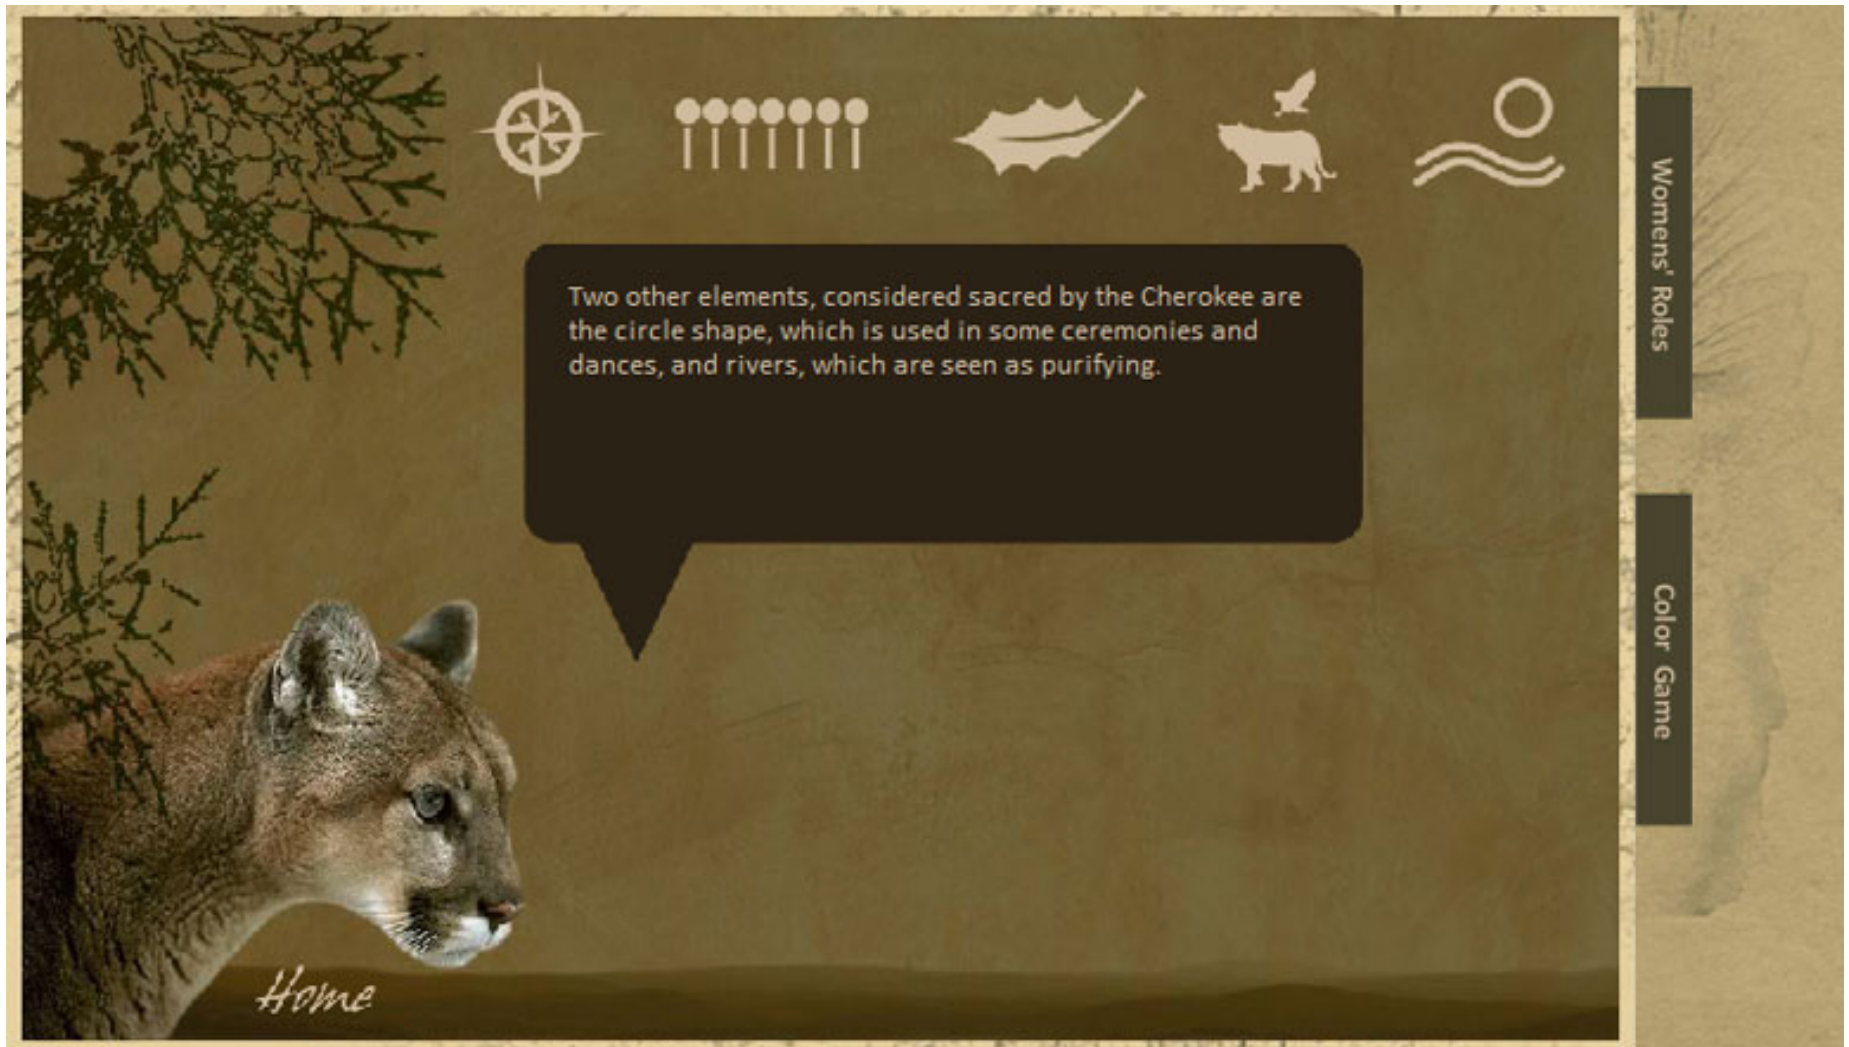 Two other elements, considered sacred by the Cherokee are
the circle shape, which is used in some ceremonies and
dances, and rivers, which are seen as purifying.
Womens' Roles
Color Game
Home